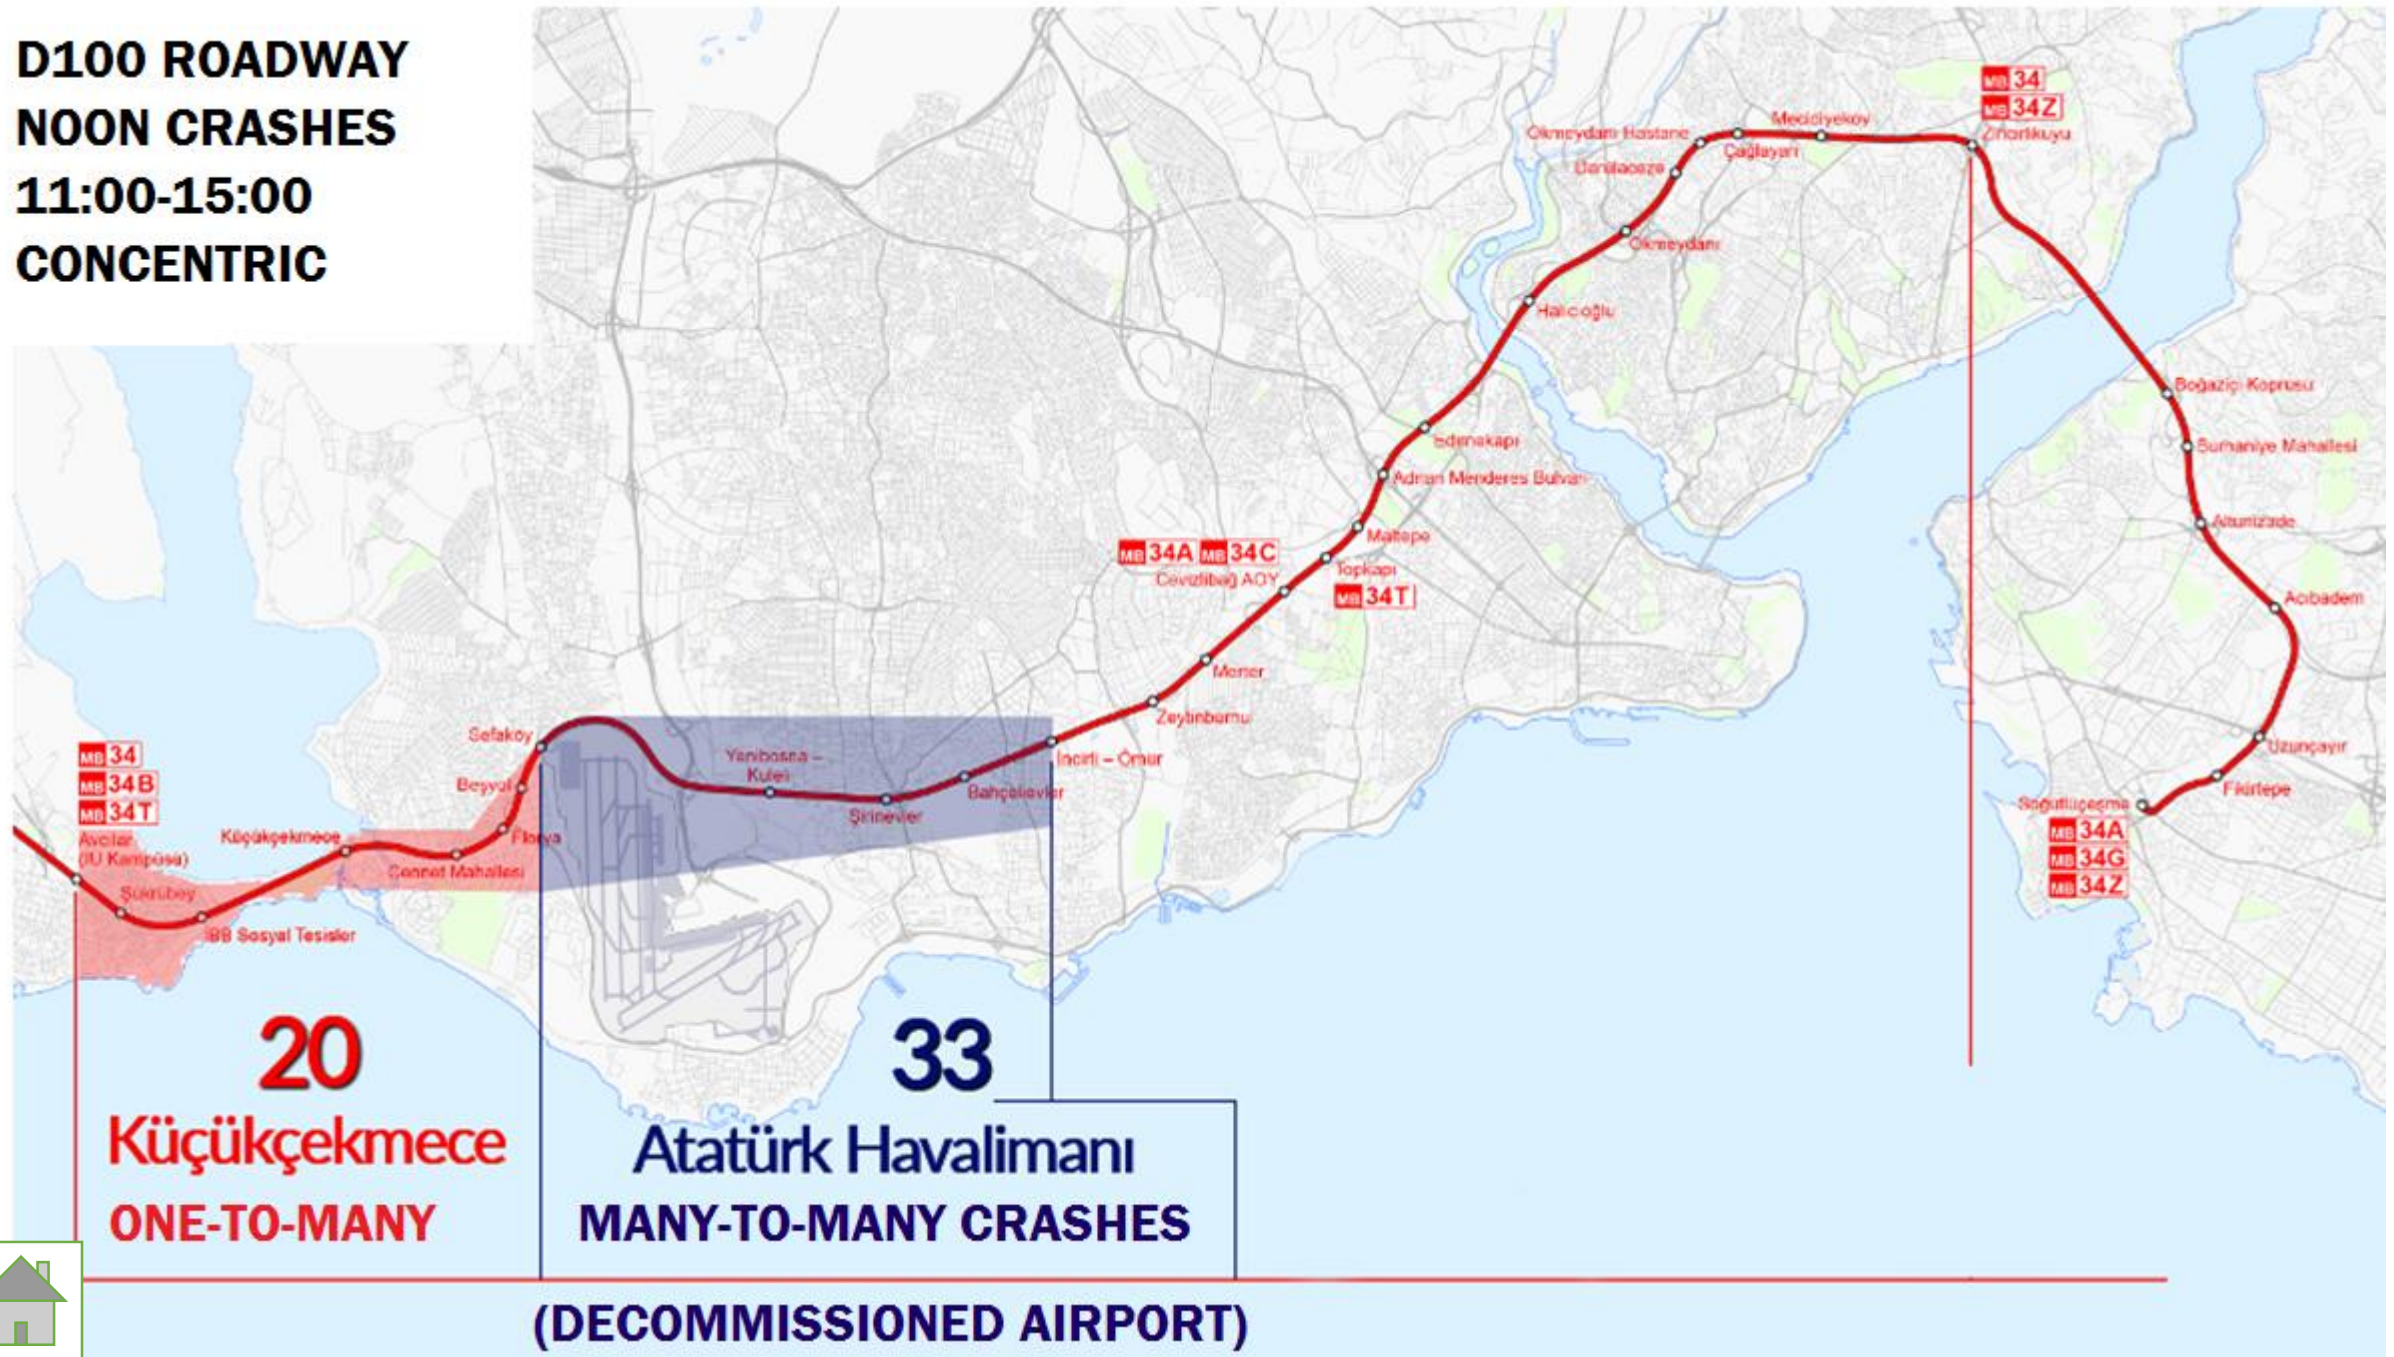 D100 ROADWAY
NOON CRASHES
11:00-15:00
CONCENTRIC
MB 34
MB 34Z
Zincirlikuyu
Mecidiyeköy
Okmeydanı Hastane
Çağlayan
Darülaceze
Okmeydanı
Halıcıoğlu
Boğaziçi Köprüsü
Burhaniye Mahallesi
Edirnekapı
Adnan Menderes Bulvarı
Altunizade
Maltepe
MB 34A MB 34C
Cevizlibağ AÖY
Topkapı
MB 34T
Acıbadem
Merter
Zeytinburnu
Sefaköy
Uzunçayır
İncirli – Ömür
Yenibosna –
Kuleli
Beşyol
Bahçelievler
Fikirtepe
Şirinevler
Söğütlüçeşme
MB 34A
MB 34G
MB 34Z
MB 34
MB 34B
MB 34T
Avcılar
(İÜ Kampüsü)
Küçükçekmece
Florya
Cennet Mahallesi
Şükrübey
İBB Sosyal Tesisler
20
Küçükçekmece
ONE-TO-MANY
33
Atatürk Havalimanı
MANY-TO-MANY CRASHES
(DECOMMISSIONED AIRPORT)